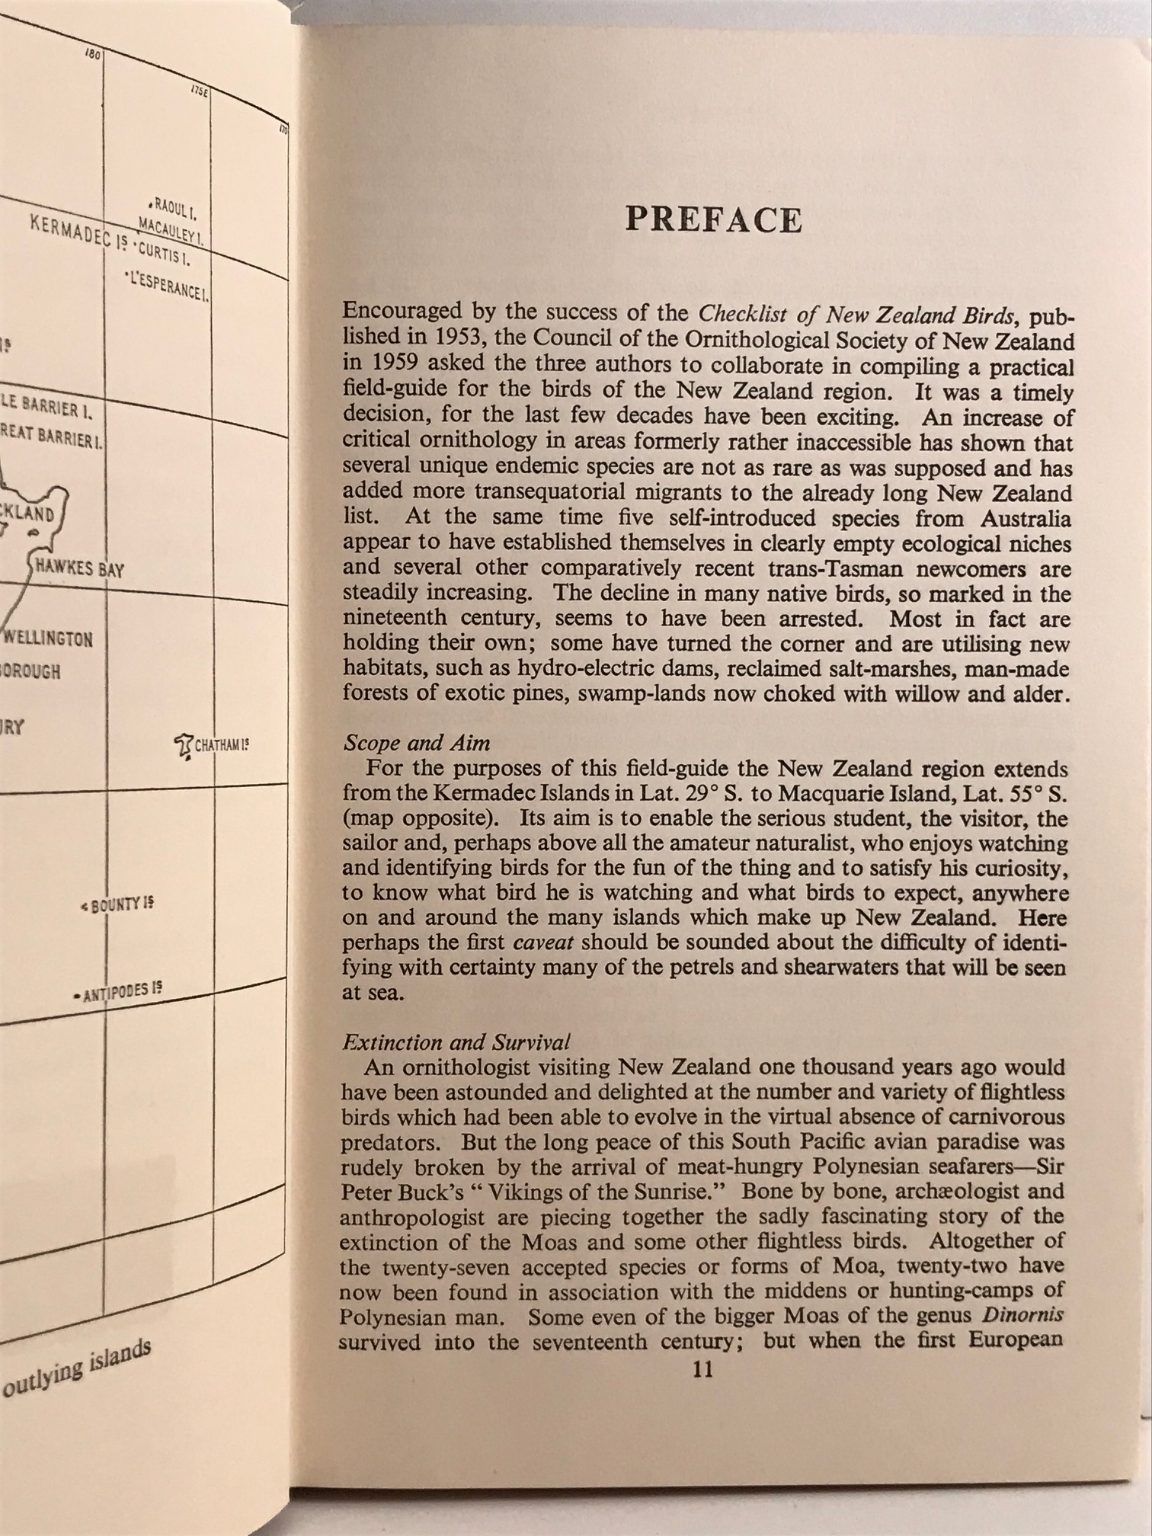 180
175E
RAOUL I.
MACAULEY I.
KERMADEC IS
CURTIS I.
L'ESPERANCE I.
LE BARRIER I.
REAT BARRIER I.
CKLAND
HAWKES BAY
WELLINGTON
BOROUGH
URY
CHATHAM IS
BOUNTY IS
ANTIPODES IS
outlying islands
PREFACE
Encouraged by the success of the Checklist of New Zealand Birds, pub-
lished in 1953, the Council of the Ornithological Society of New Zealand
in 1959 asked the three authors to collaborate in compiling a practical
field-guide for the birds of the New Zealand region. It was a timely
decision, for the last few decades have been exciting. An increase of
critical ornithology in areas formerly rather inaccessible has shown that
several unique endemic species are not as rare as was supposed and has
added more transequatorial migrants to the already long New Zealand
list. At the same time five self-introduced species from Australia
appear to have established themselves in clearly empty ecological niches
and several other comparatively recent trans-Tasman newcomers are
steadily increasing. The decline in many native birds, so marked in the
nineteenth century, seems to have been arrested. Most in fact are
holding their own; some have turned the corner and are utilising new
habitats, such as hydro-electric dams, reclaimed salt-marshes, man-made
forests of exotic pines, swamp-lands now choked with willow and alder.
Scope and Aim
For the purposes of this field-guide the New Zealand region extends
from the Kermadec Islands in Lat. 29° S. to Macquarie Island, Lat. 55° S.
(map opposite). Its aim is to enable the serious student, the visitor, the
sailor and, perhaps above all the amateur naturalist, who enjoys watching
and identifying birds for the fun of the thing and to satisfy his curiosity,
to know what bird he is watching and what birds to expect, anywhere
on and around the many islands which make up New Zealand. Here
perhaps the first caveat should be sounded about the difficulty of identi-
fying with certainty many of the petrels and shearwaters that will be seen
at sea.
Extinction and Survival
An ornithologist visiting New Zealand one thousand years ago would
have been astounded and delighted at the number and variety of flightless
birds which had been able to evolve in the virtual absence of carnivorous
predators. But the long peace of this South Pacific avian paradise was
rudely broken by the arrival of meat-hungry Polynesian seafarers—Sir
Peter Buck's “ Vikings of the Sunrise.” Bone by bone, archæologist and
anthropologist are piecing together the sadly fascinating story of the
extinction of the Moas and some other flightless birds. Altogether of
the twenty-seven accepted species or forms of Moa, twenty-two have
now been found in association with the middens or hunting-camps of
Polynesian man. Some even of the bigger Moas of the genus Dinornis
survived into the seventeenth century; but when the first European
11